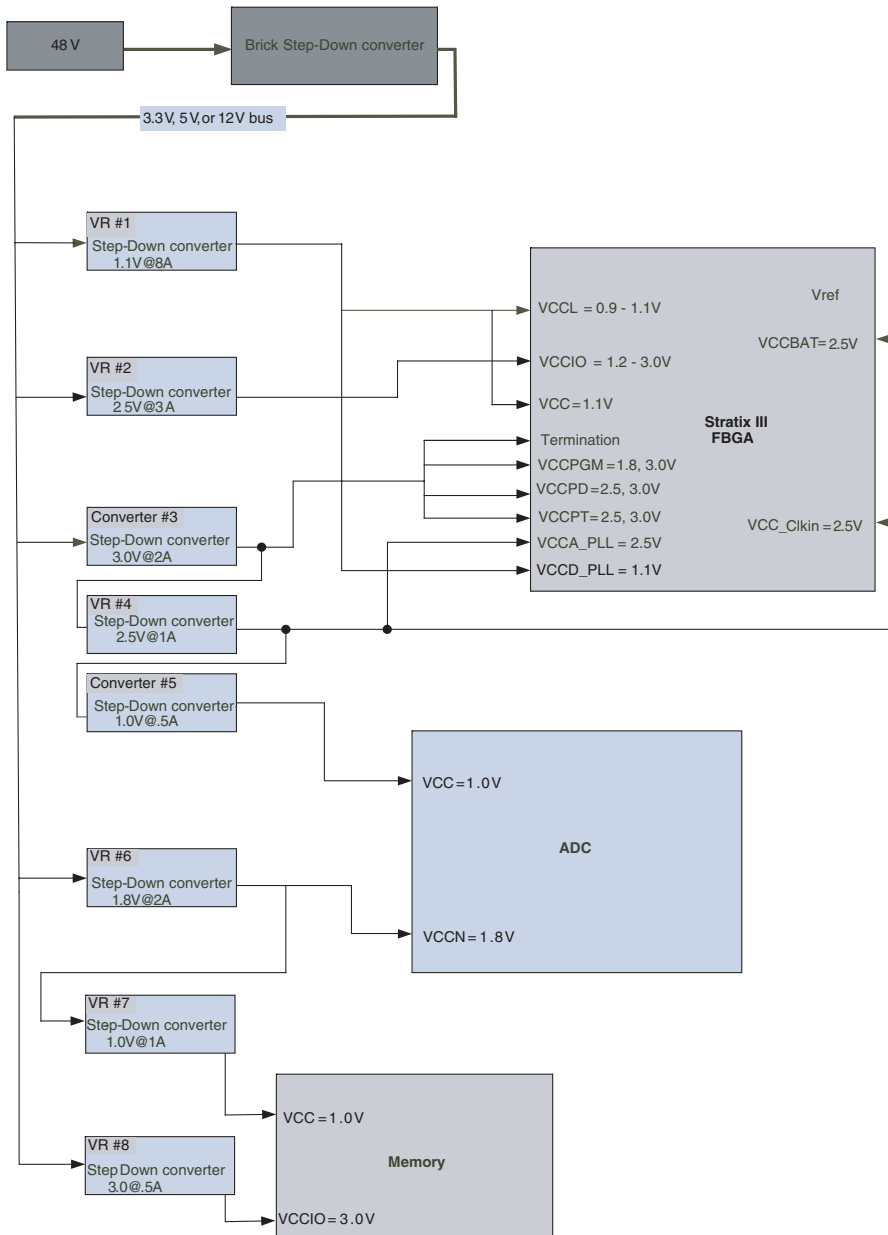 48 V
Brick Step-Down converter
3.3V, 5V, or 12V bus
VR #1
Step-Down converter
1.1V@8A
VCCL = 0.9 - 1.1V
Vref
VCCBAT= 2.5V
VR #2
Step-Down converter
2 5V@3 A
VCCIO = 1.2 - 3.0V
VCC = 1.1V
Stratix III
FBGA
Termination
VCCPGM = 1.8, 3.0V
VCCPD= 2.5, 3.0V
VCCPT= 2.5, 3.0V
VCC_Clkin = 2.5V
VCCA_PLL = 2.5V
VCCD_PLL = 1.1V
Converter #3
Step-Down converter
3.0V@2A
VR #4
Step-Down converter
2.5V@1A
Converter #5
Step-Down converter
1.0V@.5A
VCC = 1.0V
ADC
VR #6
Step-Down converter
1.8V@2A
VCCN = 1.8V
VR #7
Step-Down converter
1.0V@1A
VCC = 1.0V
VR #8
Step Down converter
3.0@.5A
Memory
VCCIO = 3.0V